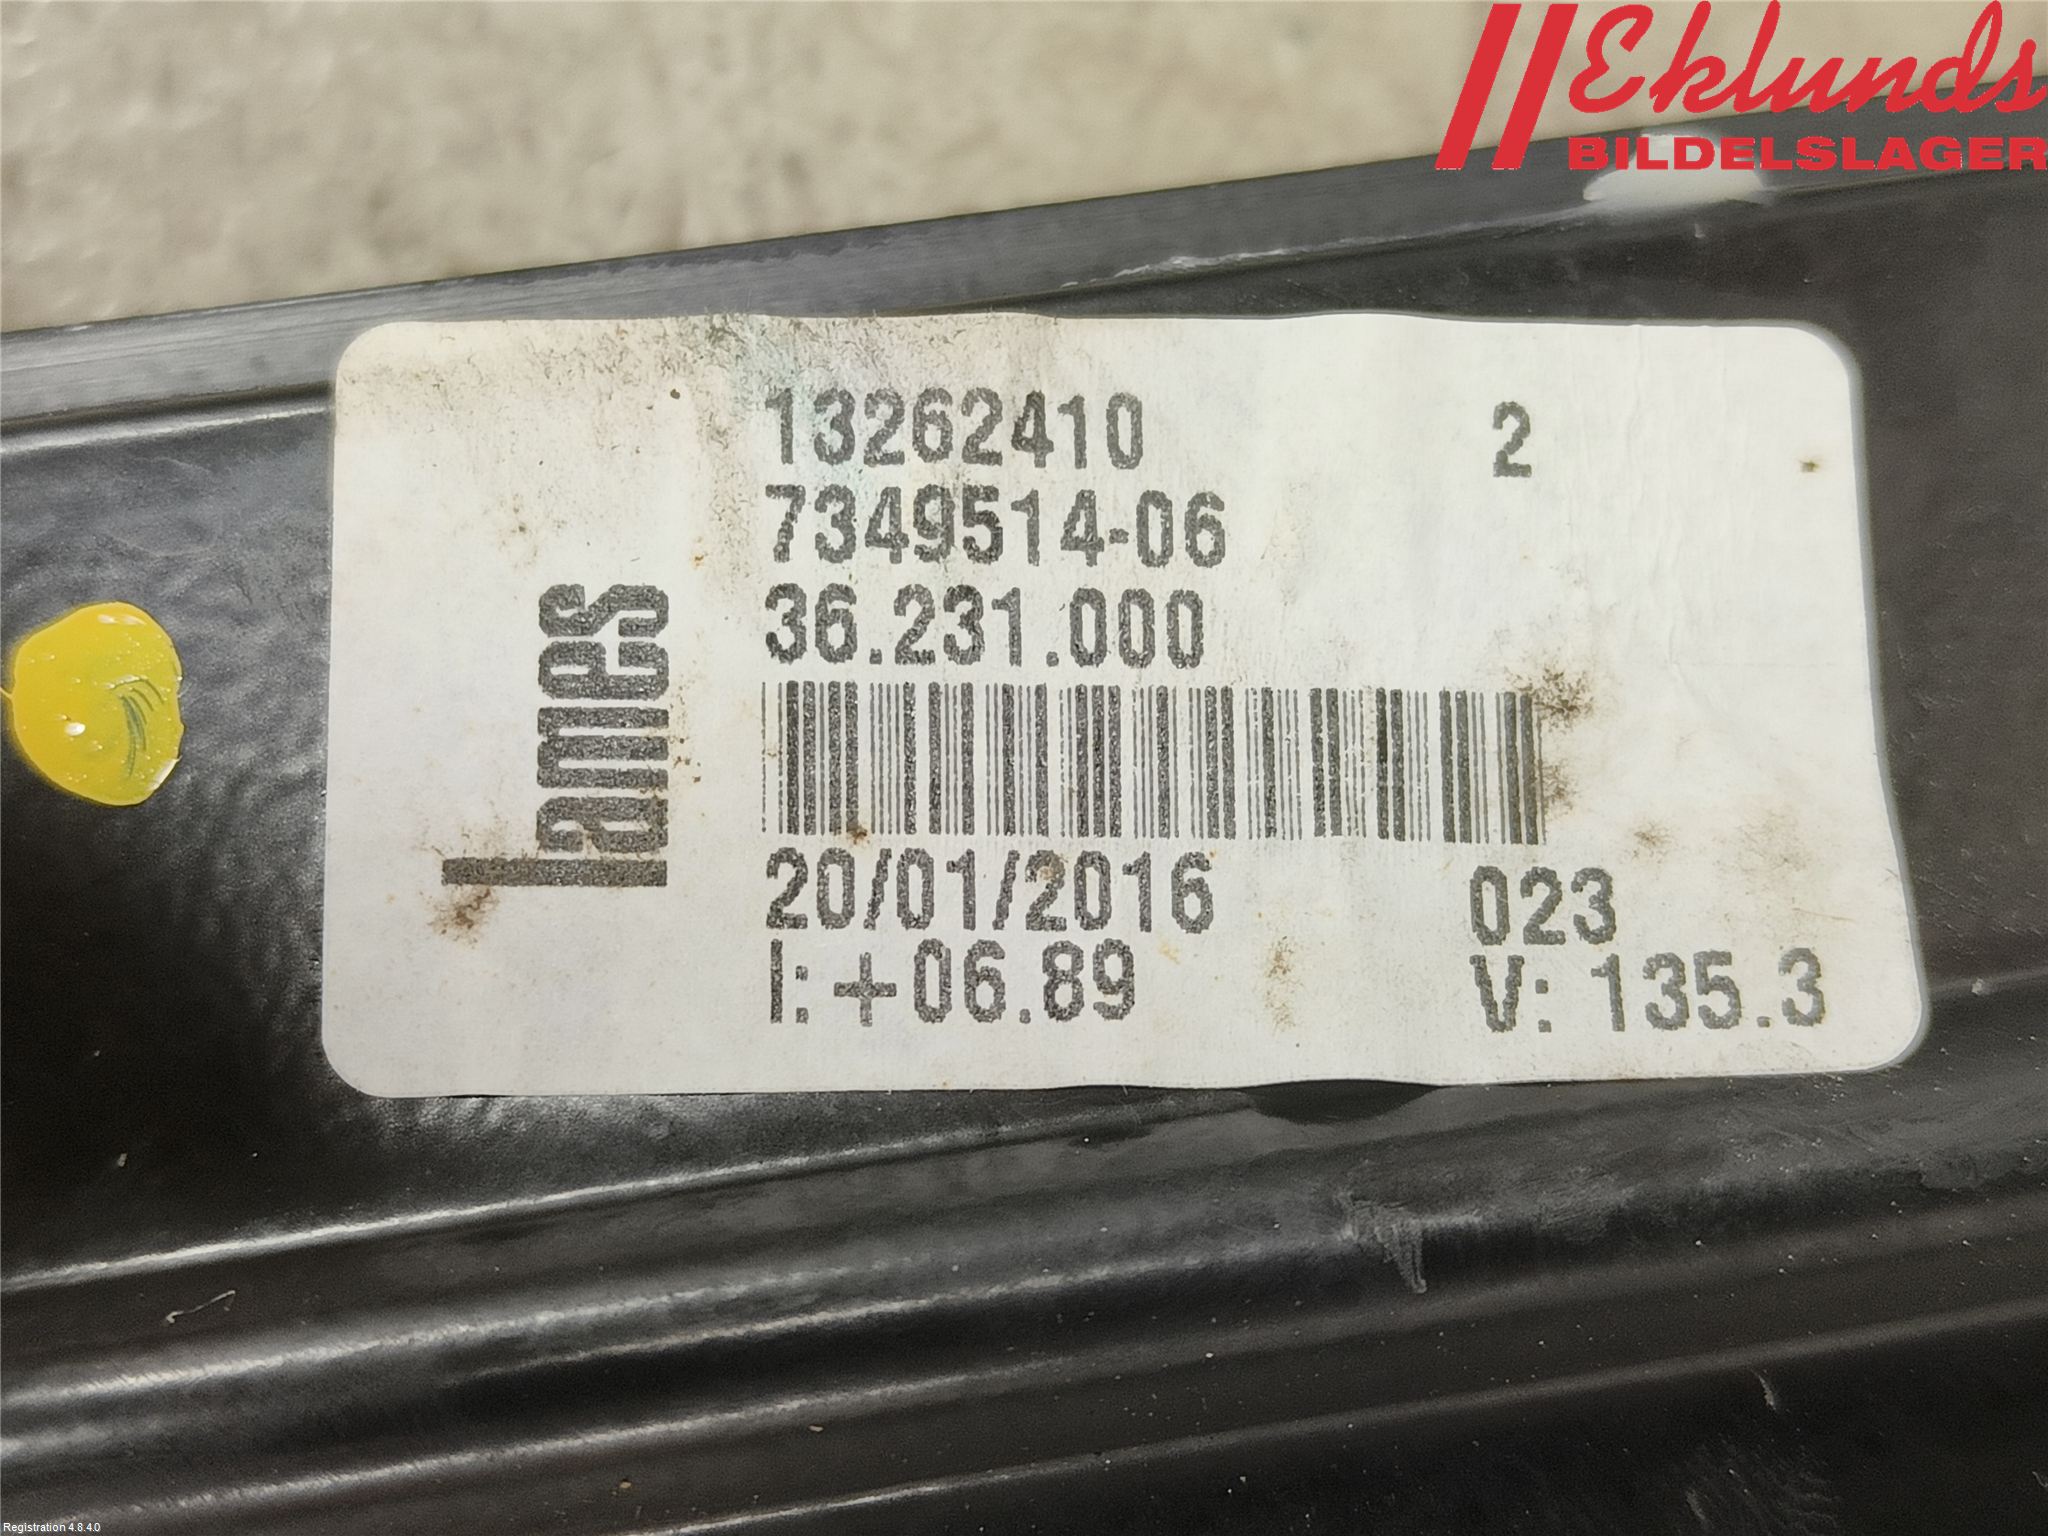 Eklunds
BILDELSLAGER
13262410 2
7349514-06
36.231.000
Lames
20/01/2016 023
I:+06.89 V: 135.3
Registration 4.8.4.0